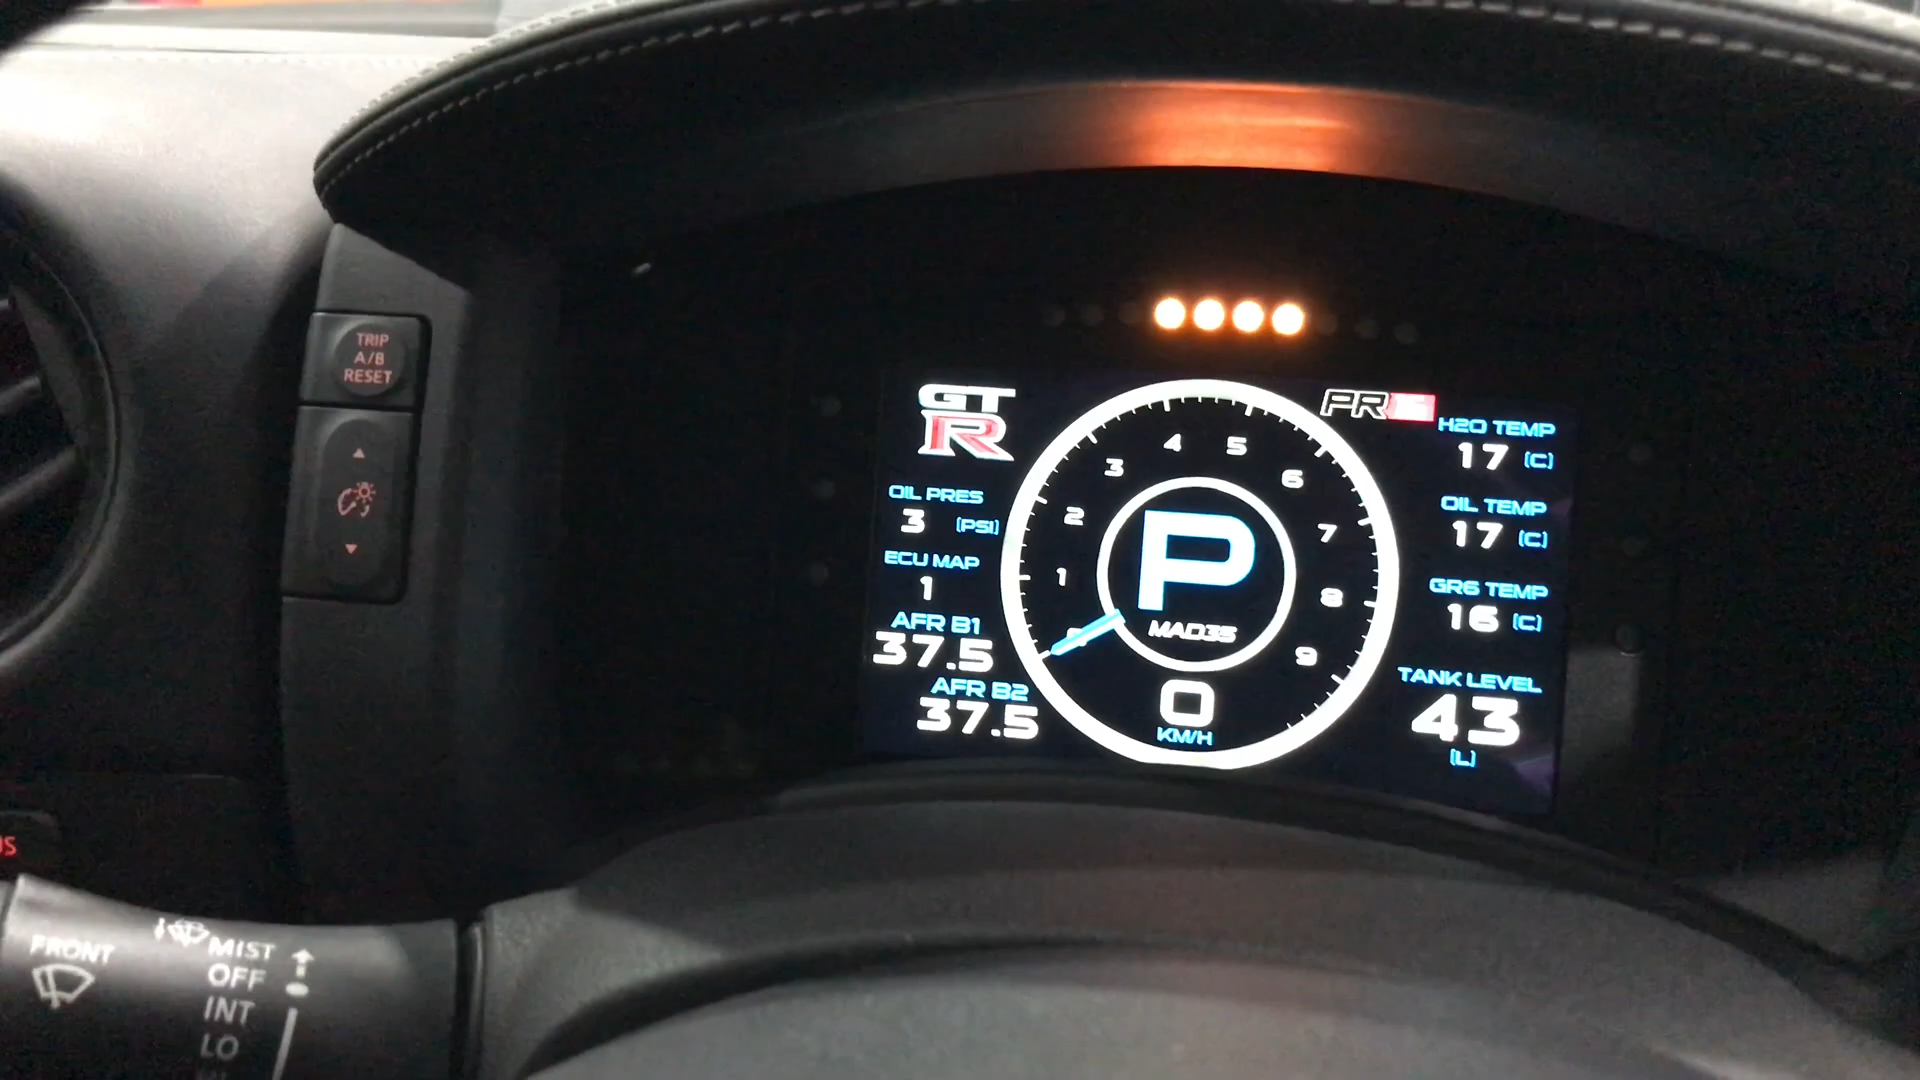 TRIP
A/B
RESET
GT
R
OIL PRES
3 (PSI)
ECU MAP
1
AFR B1
37.5
AFR B2
37.5
1
2
3
4
5
6
7
8
9
P
MAD35
0
KM/H
PR
H2O TEMP
17 (C)
OIL TEMP
17 (C)
GR6 TEMP
16 (C)
TANK LEVEL
43
(L)
FRONT
MIST
OFF
INT
LO